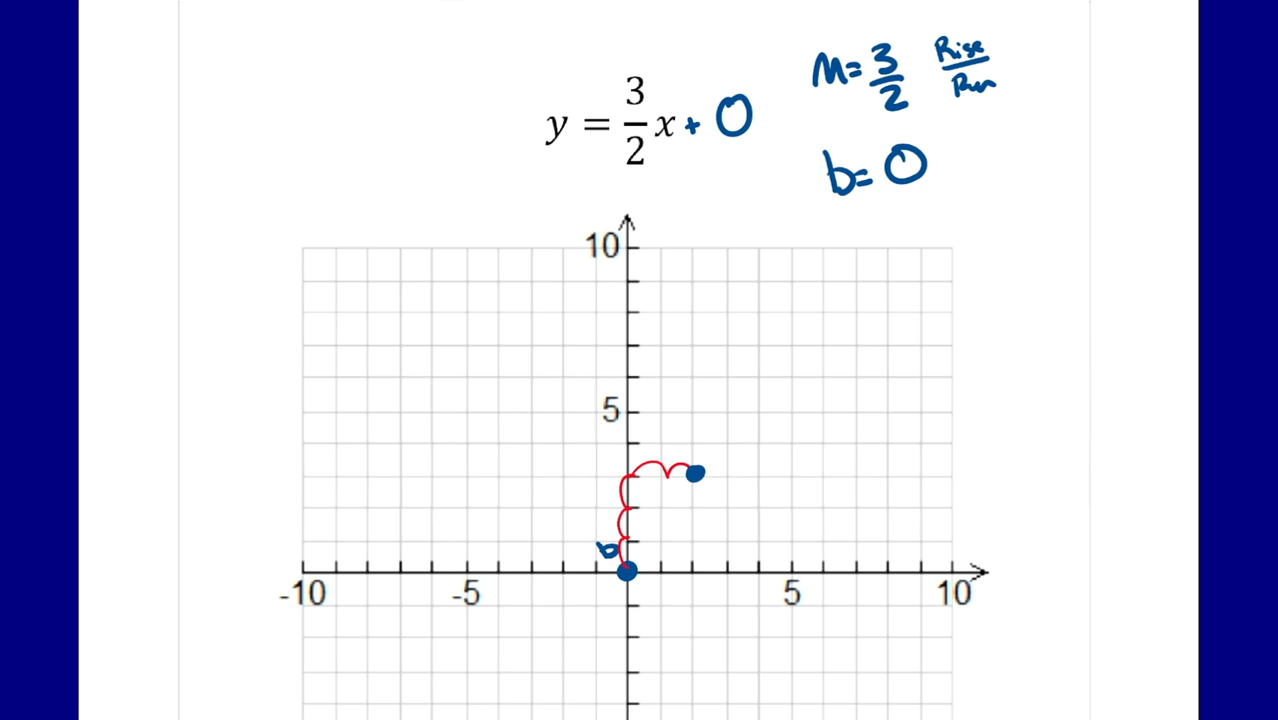 y = 3/2 x + 0
m = 3/2 Rise/Run
b = 0
10
5
b
-10 -5 5 10